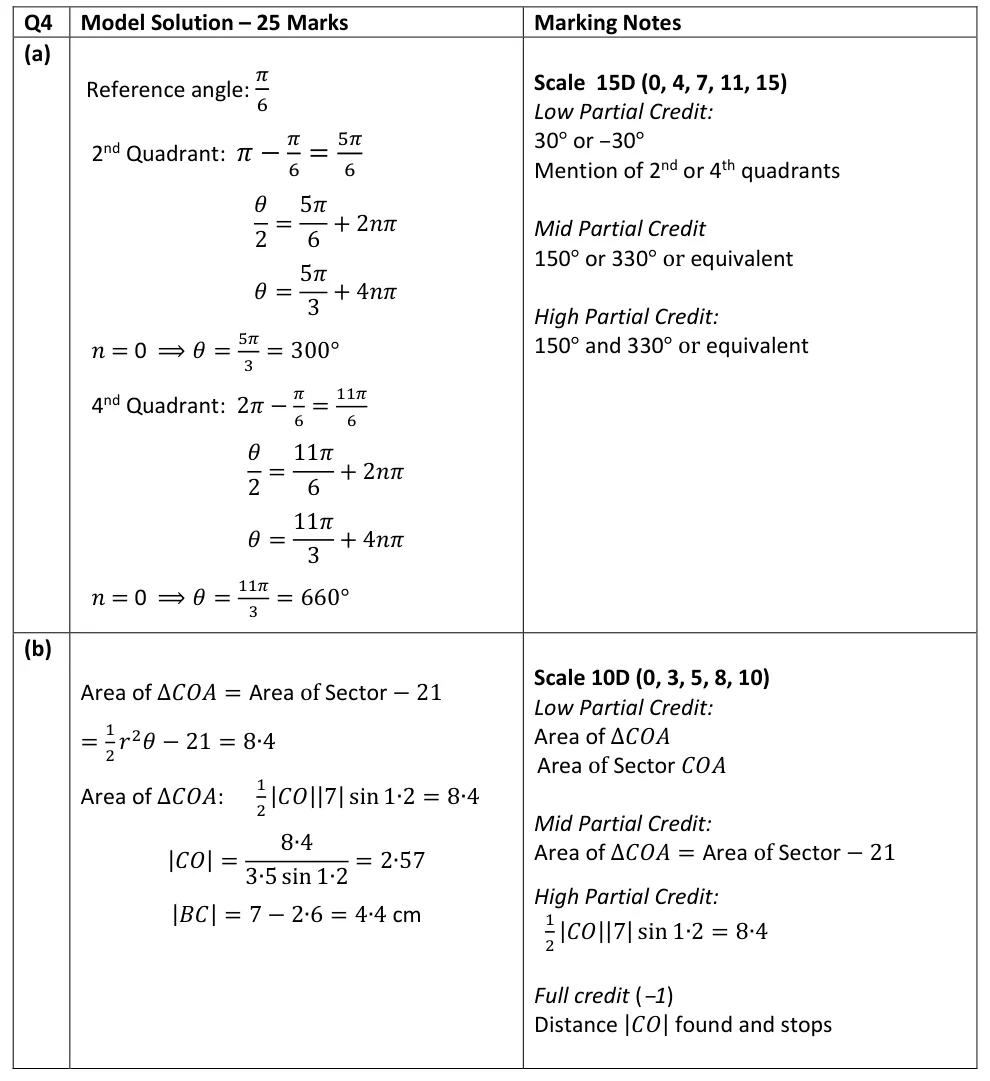 Q4 Model Solution – 25 Marks Marking Notes
(a)
Reference angle: π/6
2nd Quadrant: π − π/6 = 5π/6
θ/2 = 5π/6 + 2nπ
θ = 5π/3 + 4nπ
n = 0 ⟹ θ = 5π/3 = 300°
4nd Quadrant: 2π − π/6 = 11π/6
θ/2 = 11π/6 + 2nπ
θ = 11π/3 + 4nπ
n = 0 ⟹ θ = 11π/3 = 660°
Scale 15D (0, 4, 7, 11, 15)
Low Partial Credit:
30° or −30°
Mention of 2nd or 4th quadrants
Mid Partial Credit
150° or 330° or equivalent
High Partial Credit:
150° and 330° or equivalent
(b)
Area of ΔCOA = Area of Sector − 21
= 1/2 r²θ − 21 = 8·4
Area of ΔCOA: 1/2 |CO||7| sin 1·2 = 8·4
|CO| = 8·4 / 3·5 sin 1·2 = 2·57
|BC| = 7 − 2·6 = 4·4 cm
Scale 10D (0, 3, 5, 8, 10)
Low Partial Credit:
Area of ΔCOA
Area of Sector COA
Mid Partial Credit:
Area of ΔCOA = Area of Sector − 21
High Partial Credit:
1/2 |CO||7| sin 1·2 = 8·4
Full credit (−1)
Distance |CO| found and stops